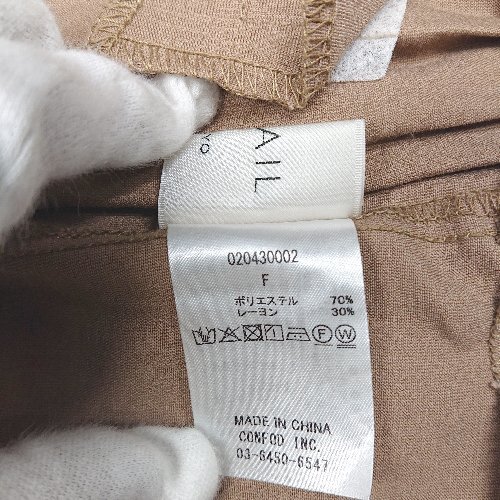 AIL
020430002
F
ポリエステル 70%
レーヨン 30%
F W
MADE IN CHINA
CONFOD INC.
03-6450-6547